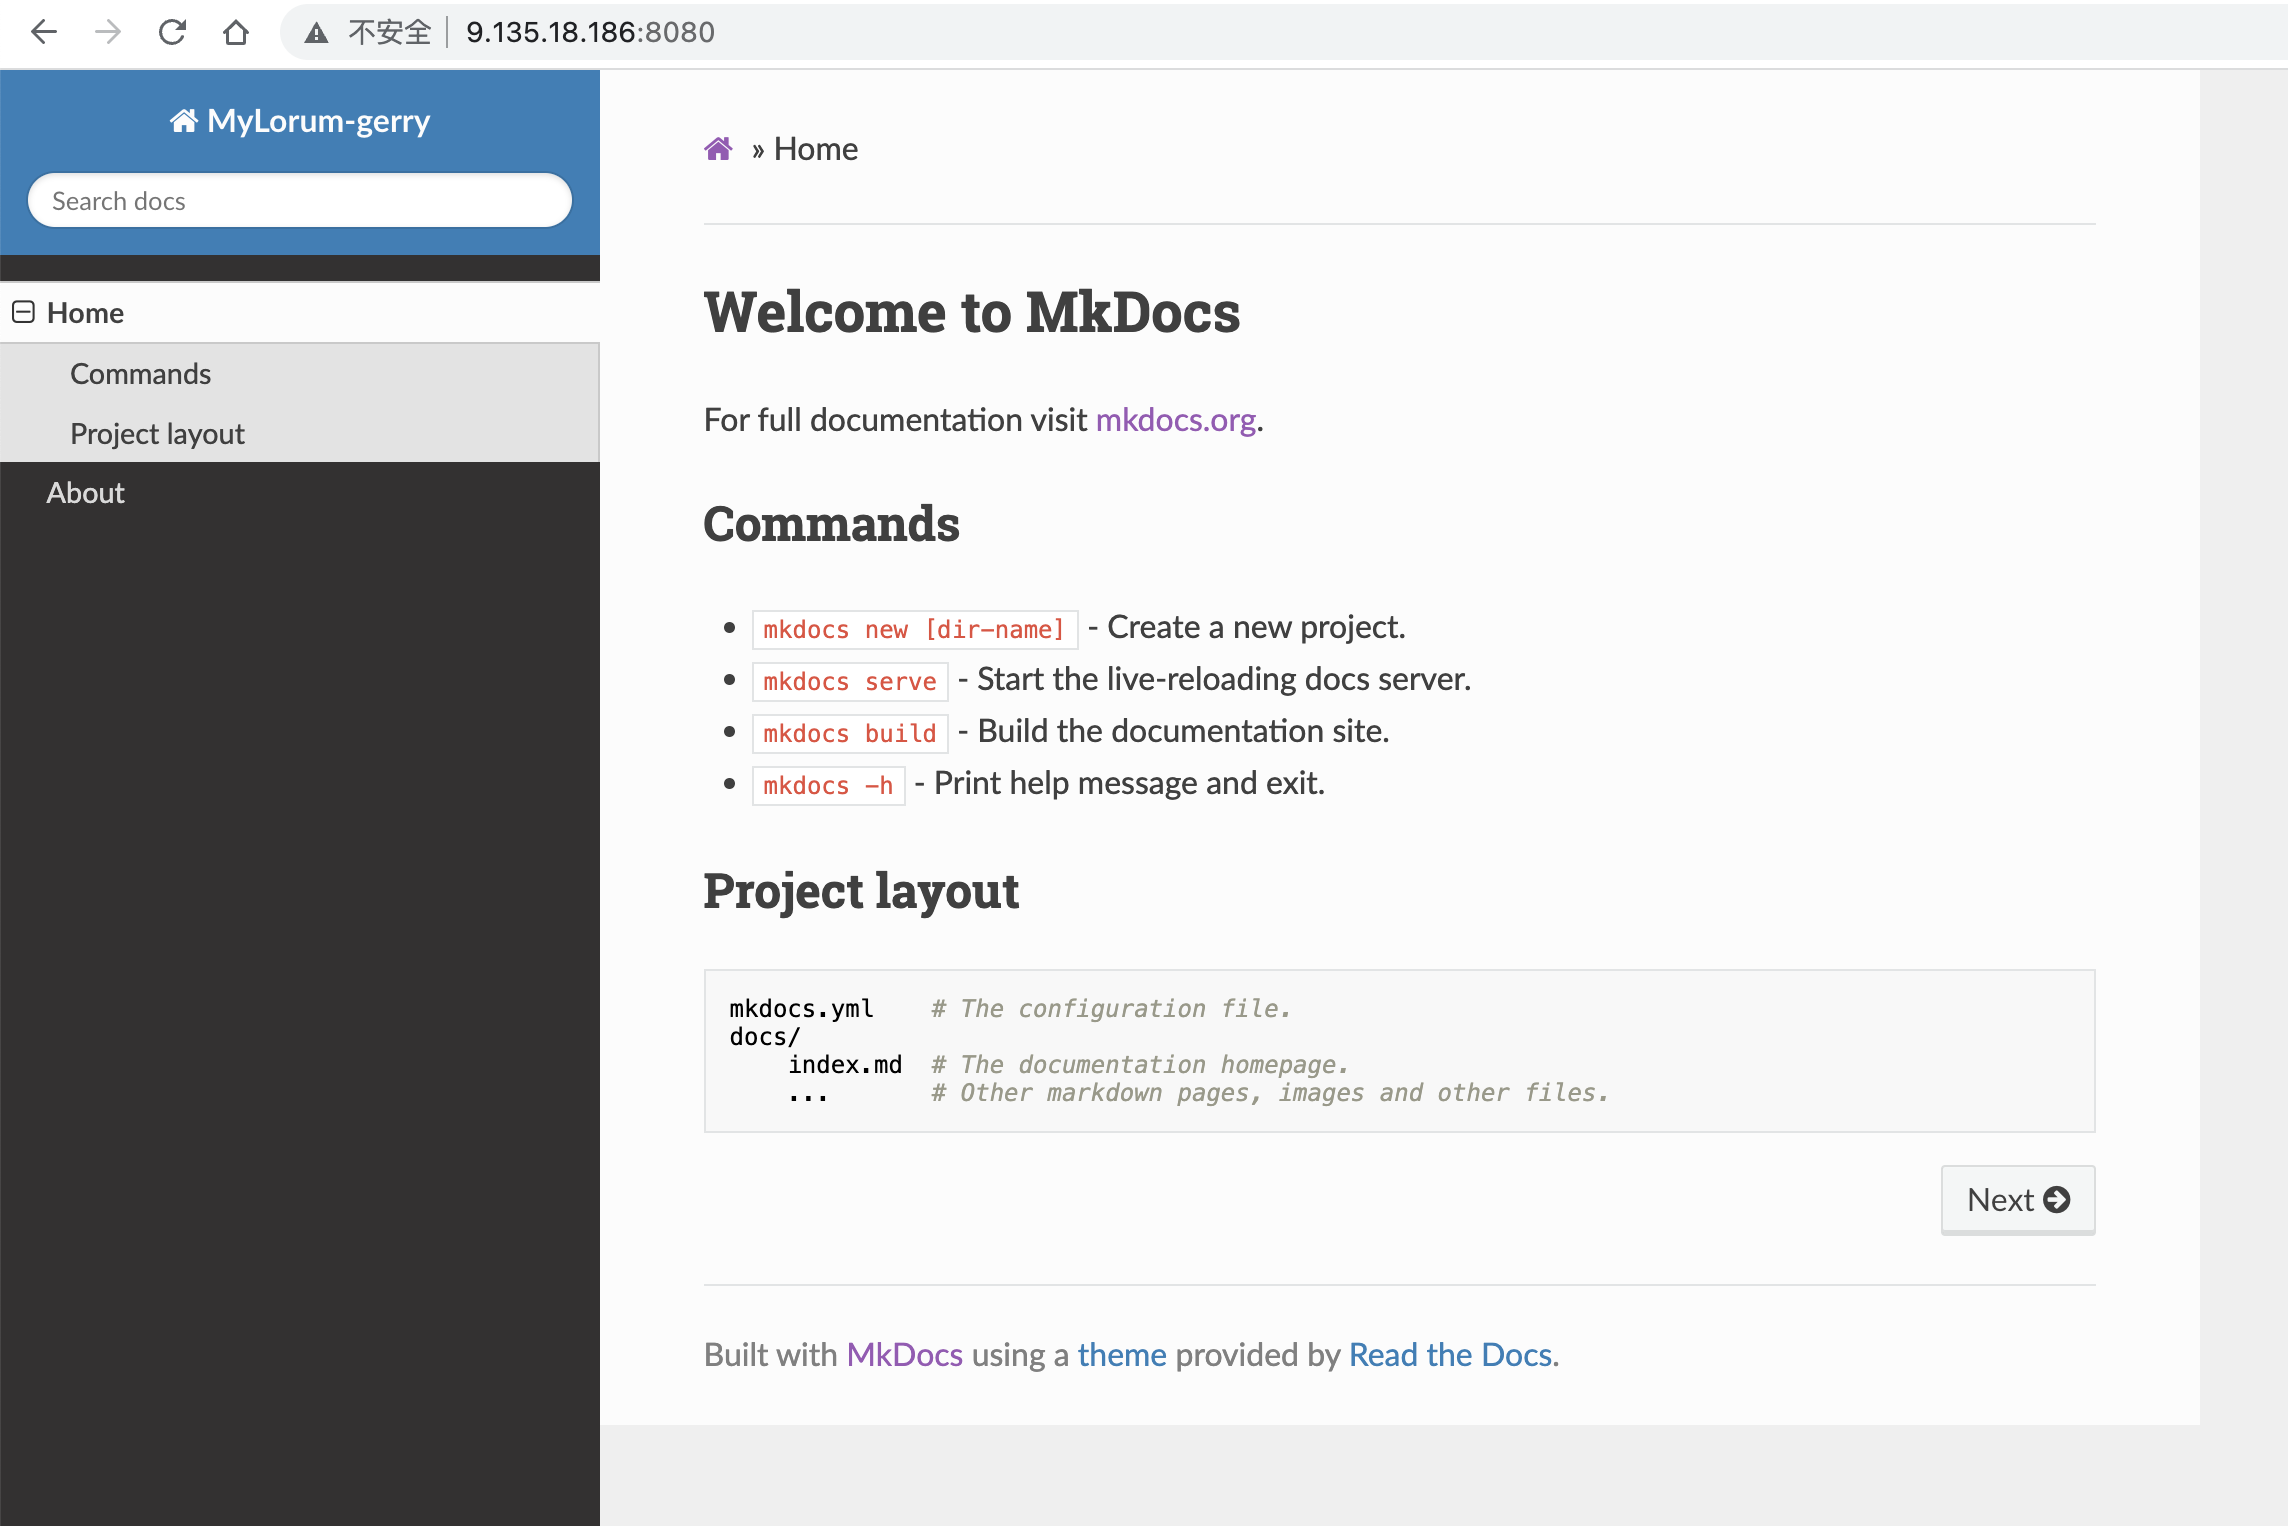 不安全 9.135.18.186:8080
MyLorum-gerry
Search docs
Home
Commands
Project layout
About
» Home
Welcome to MkDocs
For full documentation visit mkdocs.org.
Commands
mkdocs new [dir-name] - Create a new project.
mkdocs serve - Start the live-reloading docs server.
mkdocs build - Build the documentation site.
mkdocs -h - Print help message and exit.
Project layout
mkdocs.yml    # The configuration file.
docs/
    index.md  # The documentation homepage.
    ...       # Other markdown pages, images and other files.
Next
Built with MkDocs using a theme provided by Read the Docs.